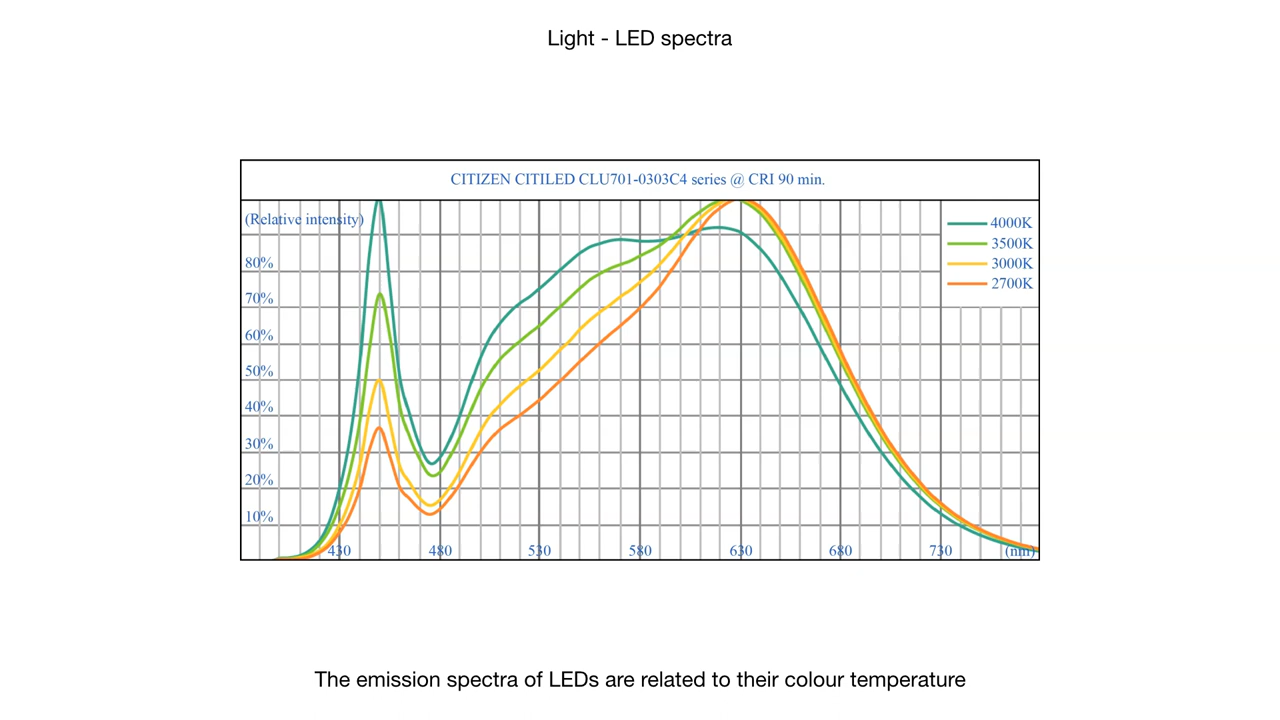 Light - LED spectra
CITIZEN CITILED CLU701-0303C4 series @ CRI 90 min.
(Relative intensity)
4000K
3500K
3000K
2700K
80%
70%
60%
50%
40%
30%
20%
10%
430 480 530 580 630 680 730 (nm)
The emission spectra of LEDs are related to their colour temperature